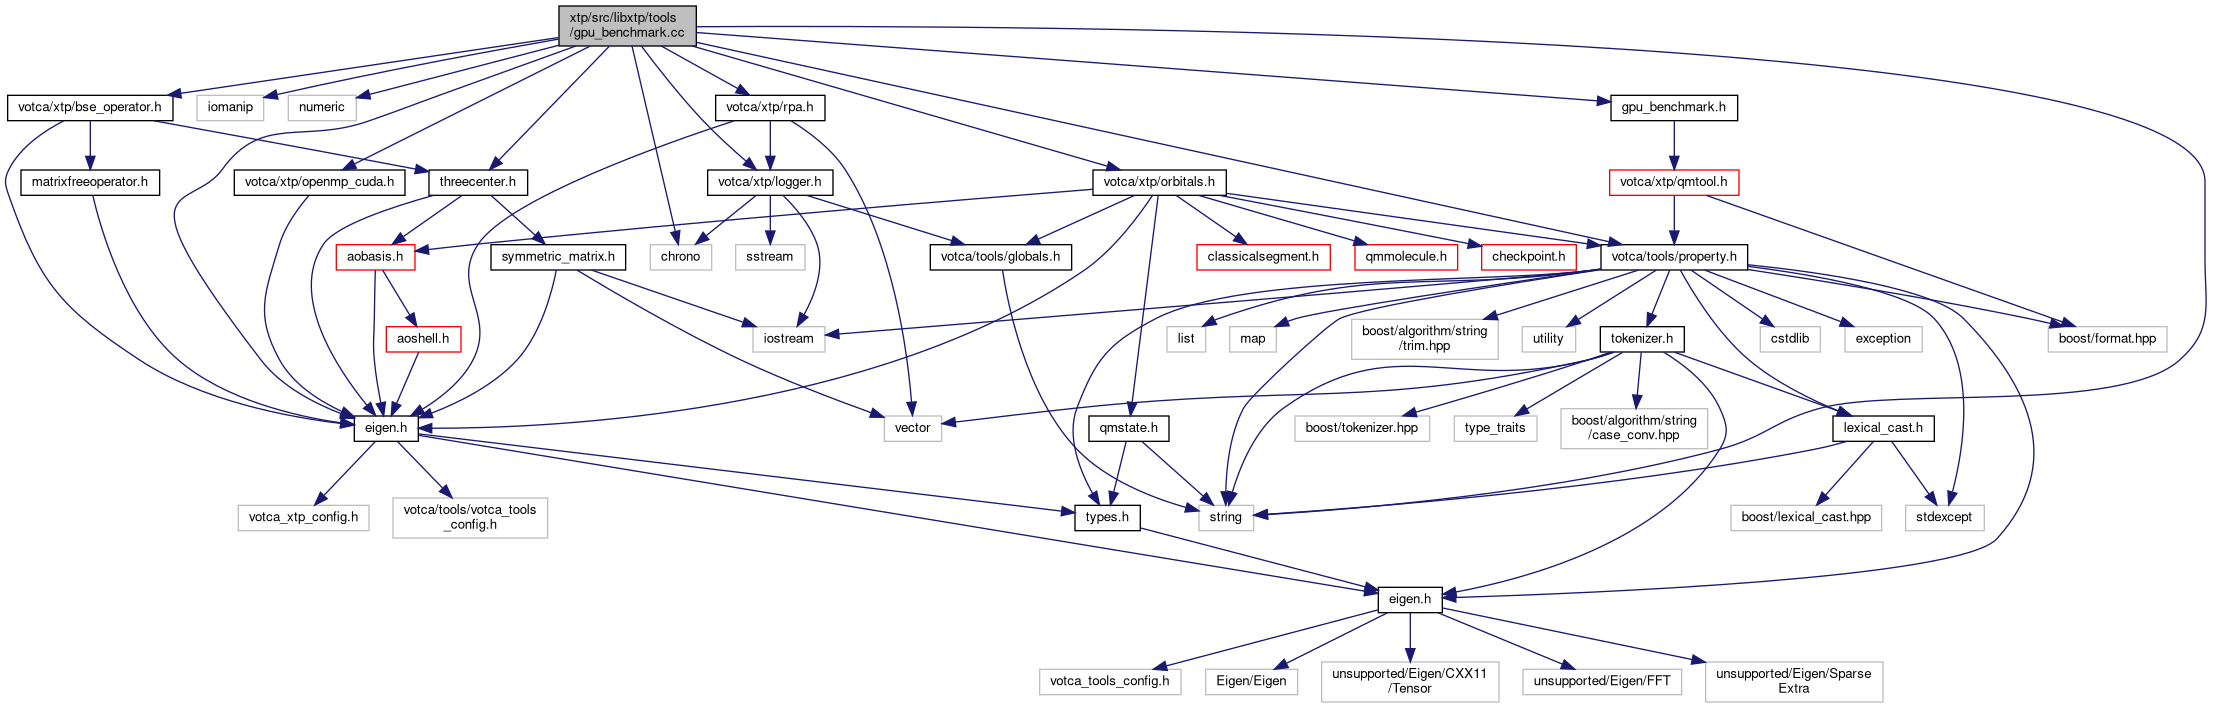 xtp/src/libxtp/tools
/gpu_benchmark.cc
votca/xtp/bse_operator.h
iomanip
numeric
votca/xtp/rpa.h
gpu_benchmark.h
matrixfreeoperator.h
votca/xtp/openmp_cuda.h
threecenter.h
votca/xtp/logger.h
votca/xtp/orbitals.h
votca/xtp/qmtool.h
aobasis.h
symmetric_matrix.h
chrono
sstream
votca/tools/globals.h
classicalsegment.h
qmmolecule.h
checkpoint.h
votca/tools/property.h
aoshell.h
iostream
list
map
boost/algorithm/string
/trim.hpp
utility
tokenizer.h
cstdlib
exception
boost/format.hpp
eigen.h
vector
qmstate.h
boost/tokenizer.hpp
type_traits
boost/algorithm/string
/case_conv.hpp
lexical_cast.h
votca_xtp_config.h
votca/tools/votca_tools
_config.h
types.h
string
boost/lexical_cast.hpp
stdexcept
eigen.h
votca_tools_config.h
Eigen/Eigen
unsupported/Eigen/CXX11
/Tensor
unsupported/Eigen/FFT
unsupported/Eigen/Sparse
Extra